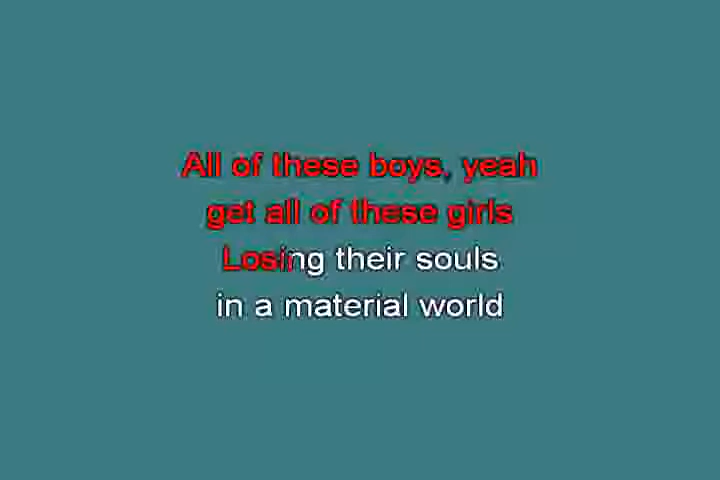 All of these boys, yeah
get all of these girls
Losing their souls
in a material world